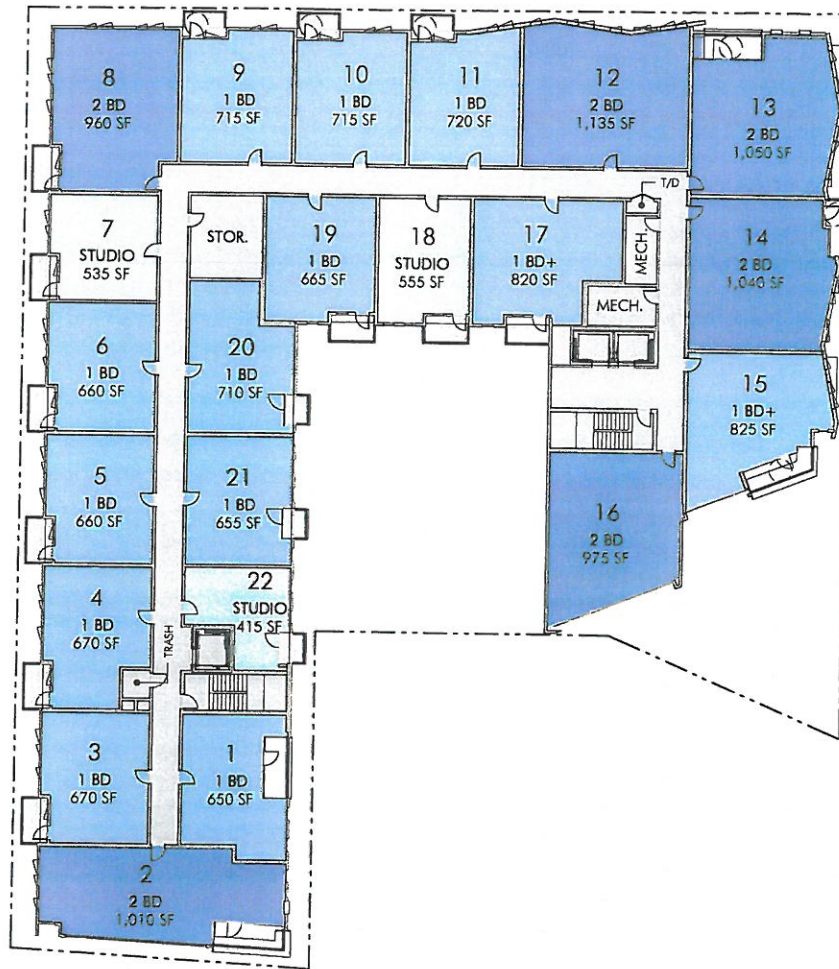 8
2 BD
960 SF
9
1 BD
715 SF
10
1 BD
715 SF
11
1 BD
720 SF
12
2 BD
1,135 SF
13
2 BD
1,050 SF
T/D
7
STUDIO
535 SF
STOR.
19
1 BD
665 SF
18
STUDIO
555 SF
17
1 BD+
820 SF
MECH.
MECH.
14
2 BD
1,040 SF
6
1 BD
660 SF
20
1 BD
710 SF
15
1 BD+
825 SF
5
1 BD
660 SF
21
1 BD
655 SF
16
2 BD
975 SF
4
1 BD
670 SF
TRASH
22
STUDIO
415 SF
3
1 BD
670 SF
1
1 BD
650 SF
2
2 BD
1,010 SF